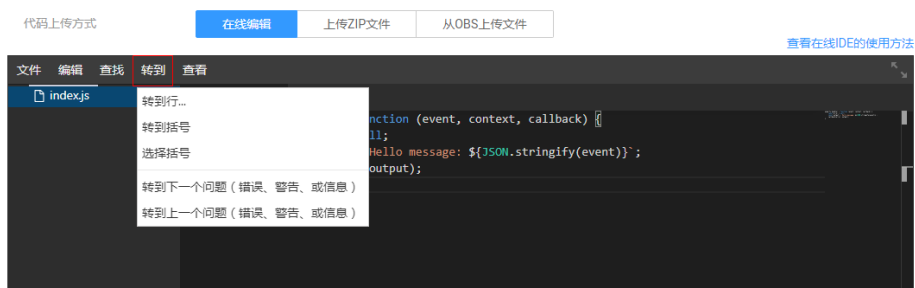 代码上传方式 在线编辑 上传ZIP文件 从OBS上传文件
查看在线IDE的使用方法
文件 编辑 查找 转到 查看
index.js
转到行...
转到括号
选择括号
转到下一个问题（错误、警告、或信息）
转到上一个问题（错误、警告、或信息）
nction (event, context, callback) {
ll;
Hello message: ${JSON.stringify(event)}`;
output);